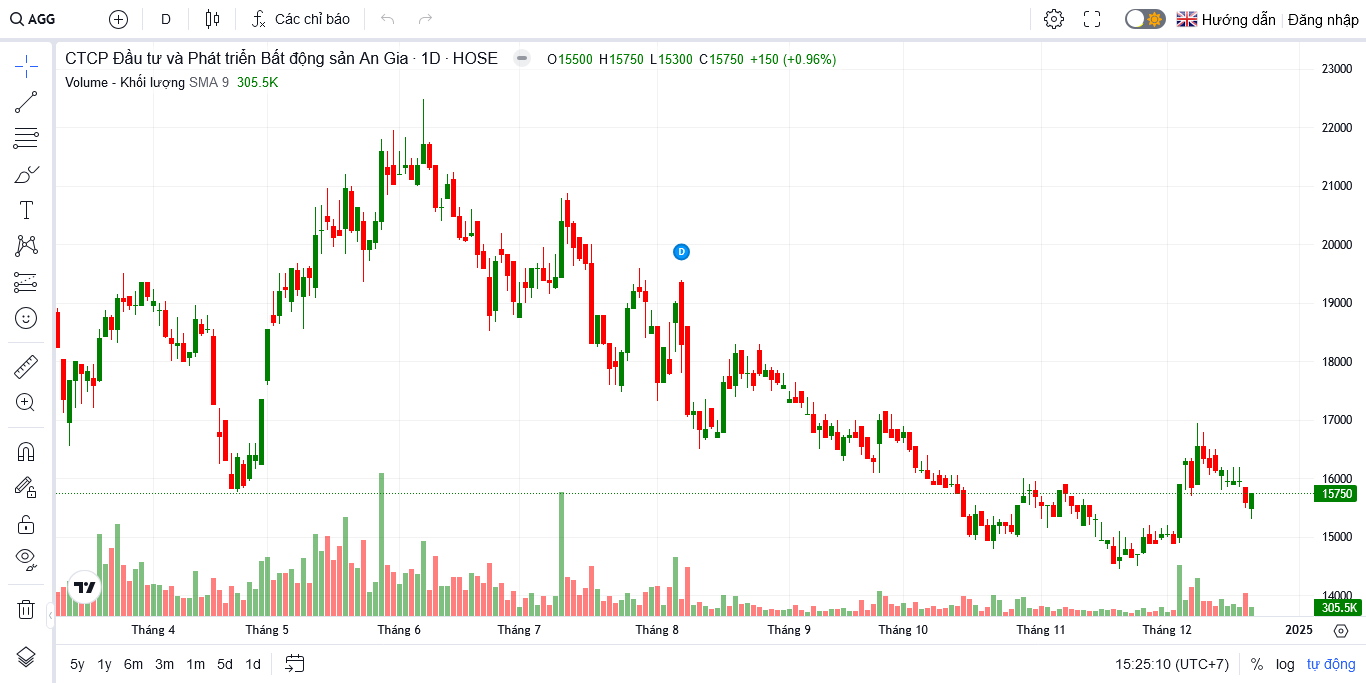 AGG D Các chỉ báo Hướng dẫn Đăng nhập
CTCP Đầu tư và Phát triển Bất động sản An Gia · 1D · HOSE O15500 H15750 L15300 C15750 +150 (+0.96%)
Volume - Khối lượng SMA 9 305.5K
23000
22000
21000
20000
19000
18000
17000
16000
15750
15000
14000
305.5K
D
Tháng 4 Tháng 5 Tháng 6 Tháng 7 Tháng 8 Tháng 9 Tháng 10 Tháng 11 Tháng 12 2025
5y 1y 6m 3m 1m 5d 1d 15:25:10 (UTC+7) % log tự động